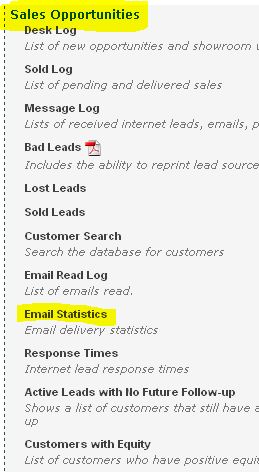 Sales Opportunities
Desk Log
List of new opportunities and showroom
Sold Log
List of pending and delivered sales
Message Log
Lists of received internet leads, emails,
Bad Leads
Includes the ability to reprint lead source
Lost Leads
Sold Leads
Customer Search
Search the database for customers
Email Read Log
List of emails read.
Email Statistics
Email delivery statistics
Response Times
Internet lead response times
Active Leads with No Future Follow-up
Shows a list of customers that still have a
up
Customers with Equity
List of customers who have positive